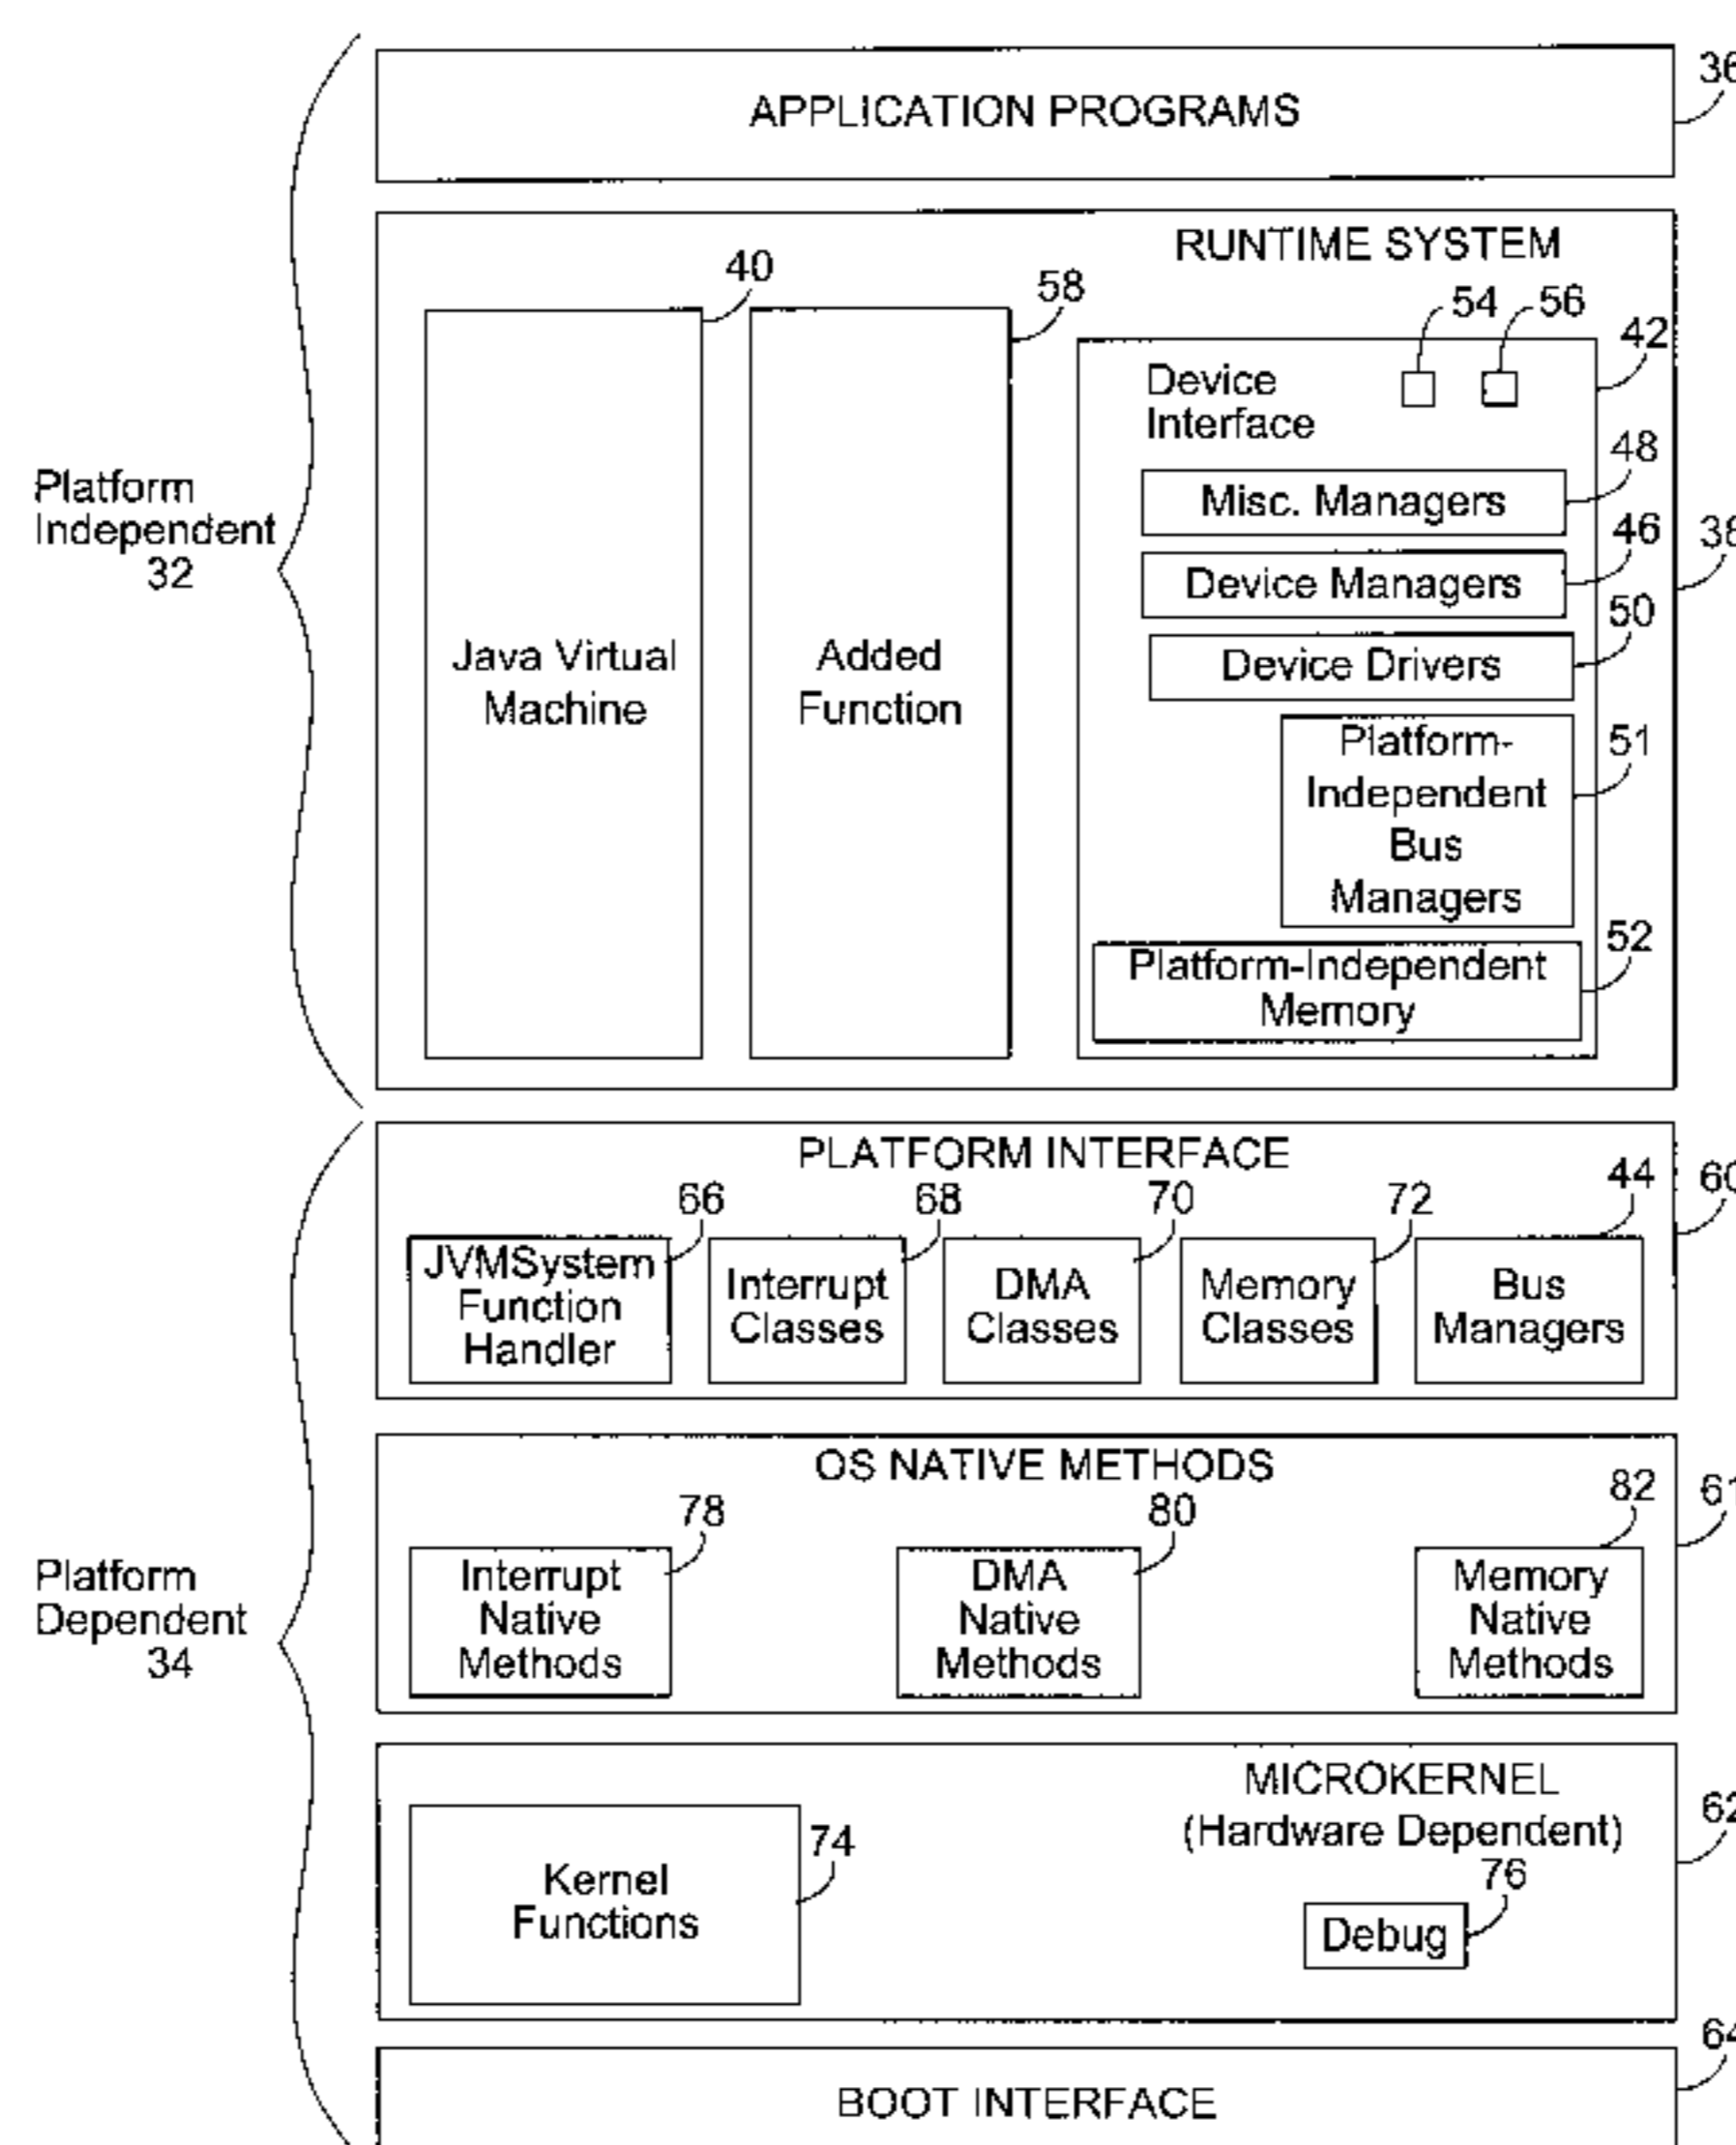 36
APPLICATION PROGRAMS
RUNTIME SYSTEM
40
58
54
56
42
Device
Interface
48
Misc. Managers
46
38
Device Managers
50
Device Drivers
Platform
Independent
32
Java Virtual
Machine
Added
Function
Platform-
Independent
Bus
Managers
51
52
Platform-Independent
Memory
PLATFORM INTERFACE
66
68
70
72
44
60
JVMSystem
Function
Handler
Interrupt
Classes
DMA
Classes
Memory
Classes
Bus
Managers
OS NATIVE METHODS
78
80
82
61
Interrupt
Native
Methods
DMA
Native
Methods
Memory
Native
Methods
Platform
Dependent
34
MICROKERNEL
(Hardware Dependent)
62
74
76
Kernel
Functions
Debug
64
BOOT INTERFACE